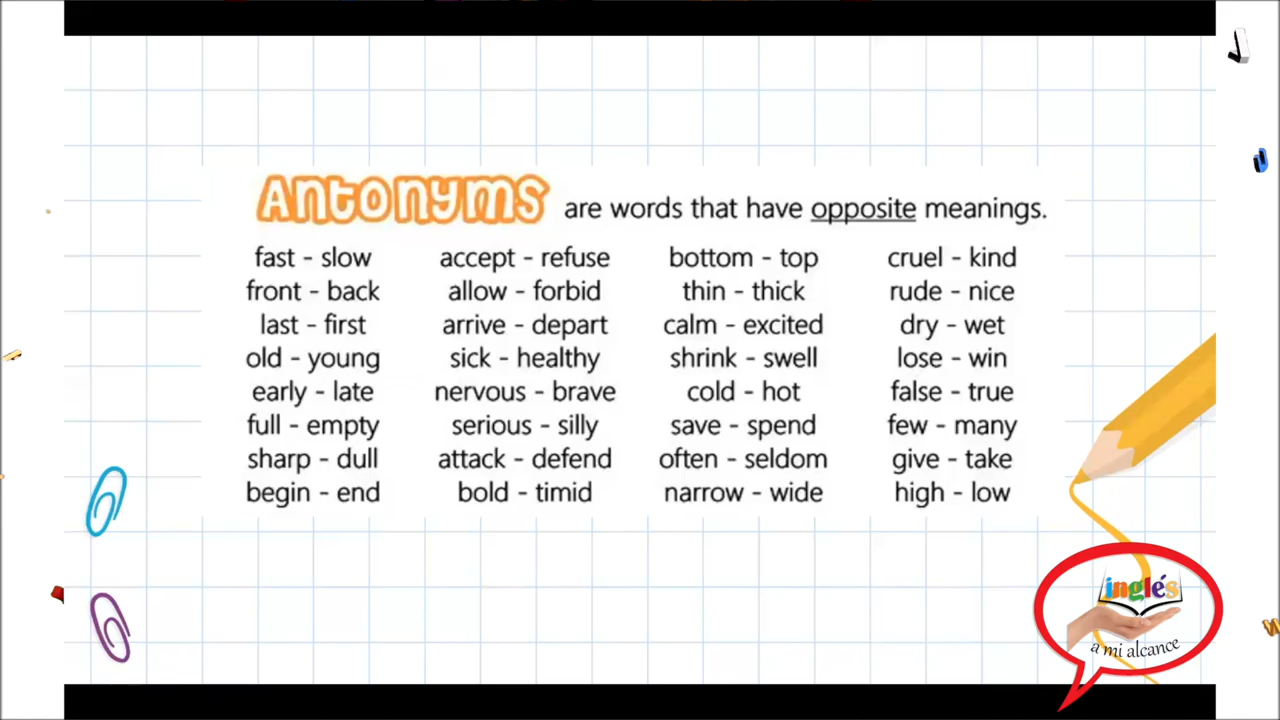 Antonyms are words that have opposite meanings.
fast - slow
front - back
last - first
old - young
early - late
full - empty
sharp - dull
begin - end
accept - refuse
allow - forbid
arrive - depart
sick - healthy
nervous - brave
serious - silly
attack - defend
bold - timid
bottom - top
thin - thick
calm - excited
shrink - swell
cold - hot
save - spend
often - seldom
narrow - wide
cruel - kind
rude - nice
dry - wet
lose - win
false - true
few - many
give - take
high - low
inglés
a mi alcance